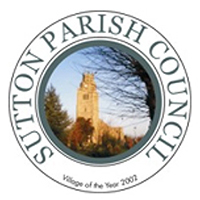 SUTTON PARISH COUNCIL
Village of the Year 2002